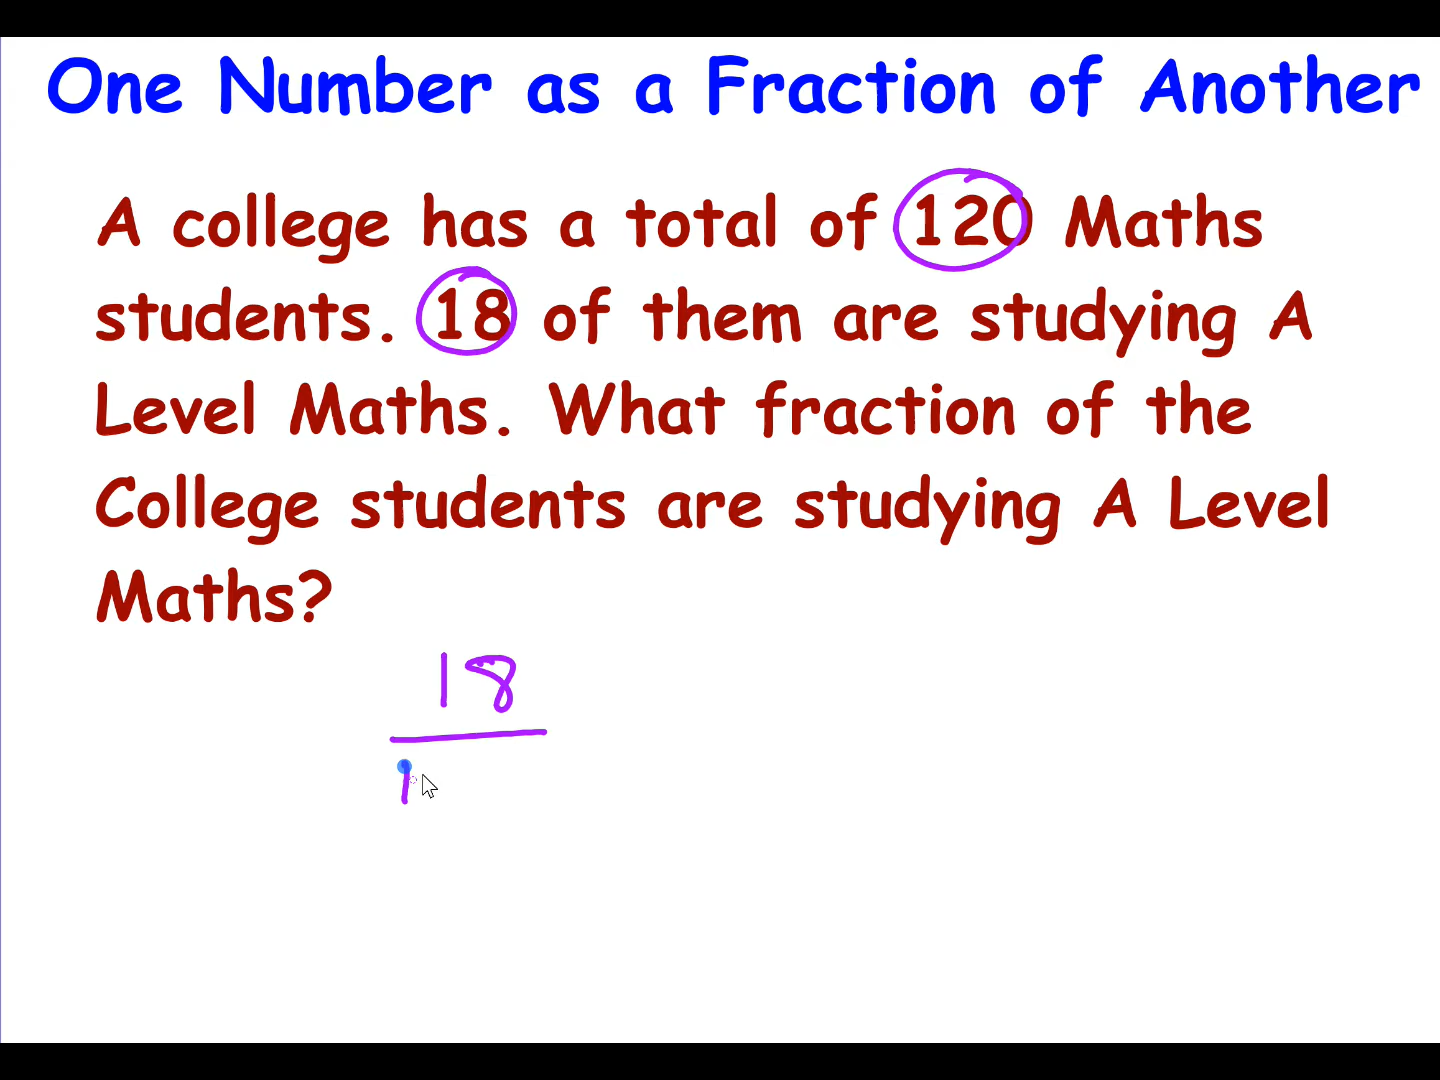 One Number as a Fraction of Another
A college has a total of 120 Maths
students. 18 of them are studying A
Level Maths. What fraction of the
College students are studying A Level
Maths?
18
1